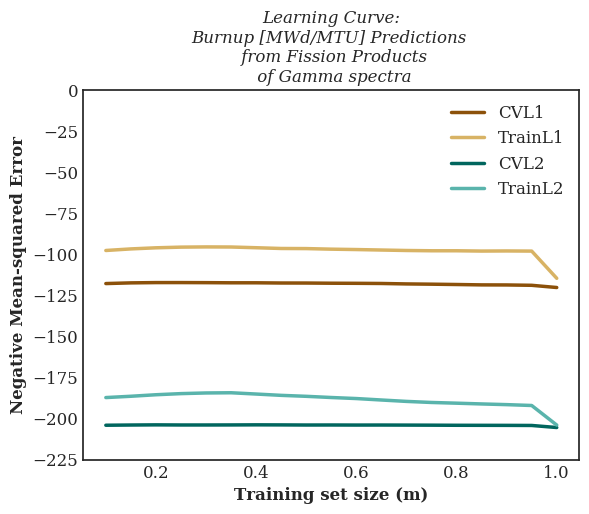 Learning Curve:
Burnup [MWd/MTU] Predictions
from Fission Products
of Gamma spectra
Negative Mean-squared Error
0
−25
−50
−75
−100
−125
−150
−175
−200
−225
CVL1
TrainL1
CVL2
TrainL2
0.2
0.4
0.6
0.8
1.0
Training set size (m)